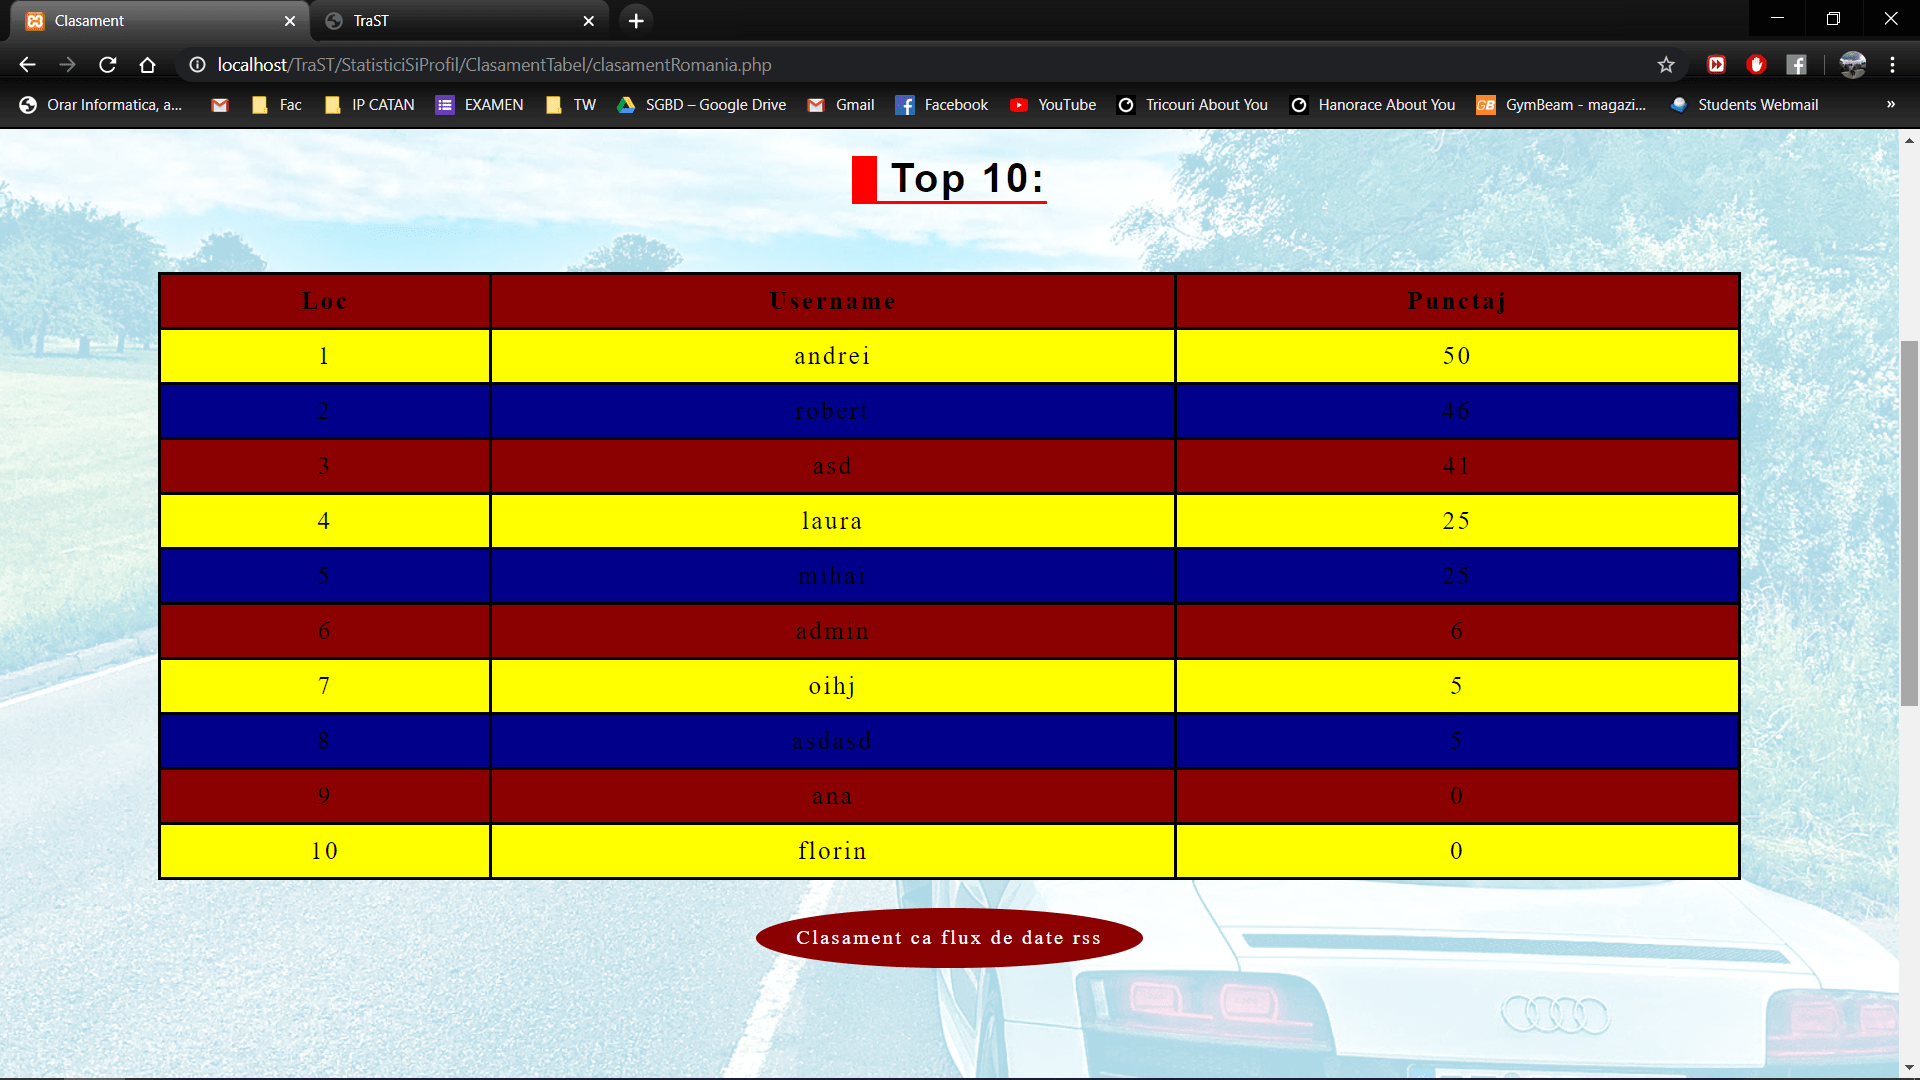 Clasament
TraST
localhost/TraST/StatisticiSiProfil/ClasamentTabel/clasamentRomania.php
Orar Informatica, a... Fac IP CATAN EXAMEN TW SGBD – Google Drive Gmail Facebook YouTube Tricouri About You Hanorace About You GB GymBeam - magazi... Students Webmail »
Top 10:
Loc Username Punctaj
1 andrei 50
2 robert 46
3 asd 41
4 laura 25
5 mihai 25
6 admin 6
7 oihj 5
8 asdasd 5
9 ana 0
10 florin 0
Clasament ca flux de date rss